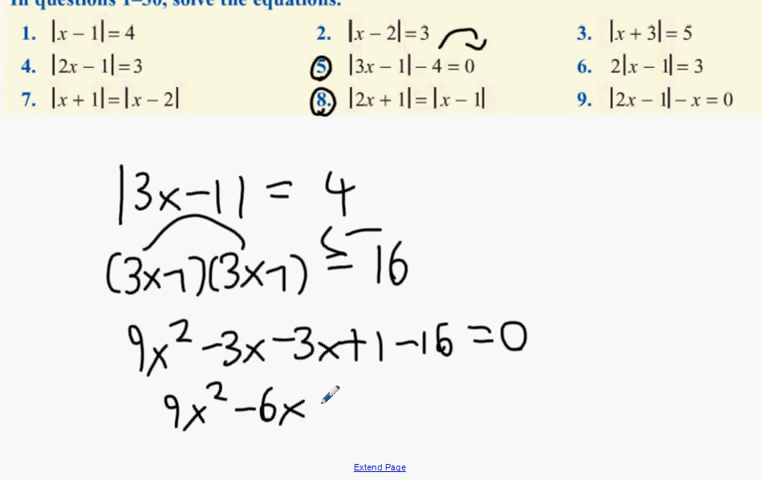 In questions 1–30, solve the equations.
1. |x − 1| = 4 2. |x − 2| = 3 3. |x + 3| = 5
4. |2x − 1| = 3 5 |3x − 1| − 4 = 0 6. 2|x − 1| = 3
7. |x + 1| = |x − 2| 8. |2x + 1| = |x − 1| 9. |2x − 1| − x = 0
|3x−1| = 4
(3x-1)(3x-1) = 16
9x² −3x −3x+1 −16 = 0
9x² −6x
Extend Page